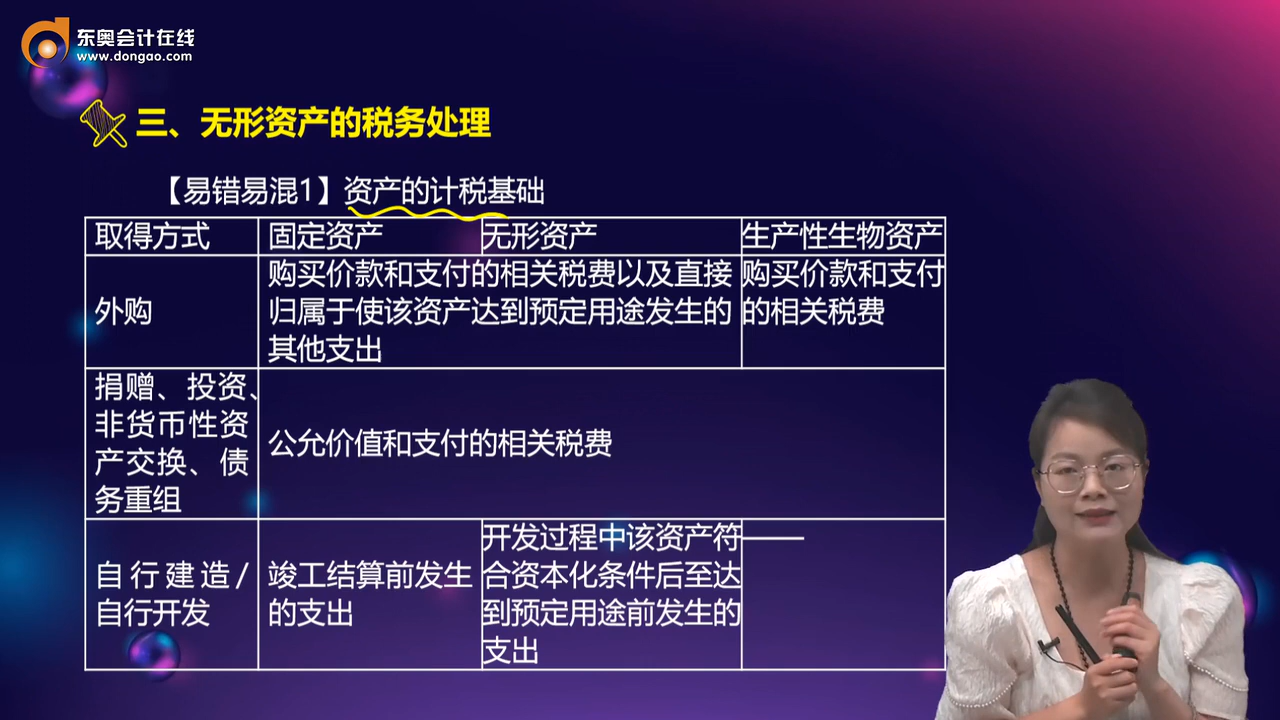 东奥会计在线
www.dongao.com
三、无形资产的税务处理
【易错易混1】资产的计税基础
取得方式
固定资产
无形资产
生产性生物资产
外购
购买价款和支付的相关税费以及直接
归属于使该资产达到预定用途发生的
其他支出
购买价款和支付
的相关税费
捐赠、投资、
非货币性资
产交换、债
务重组
公允价值和支付的相关税费
自行建造/
自行开发
竣工结算前发生
的支出
开发过程中该资产符
合资本化条件后至达
到预定用途前发生的
支出
——